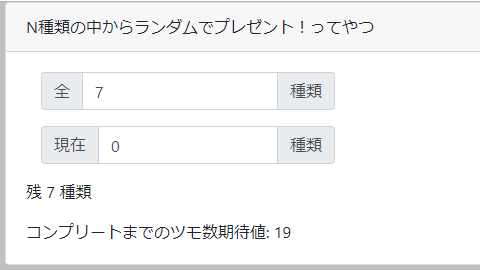 N種類の中からランダムでプレゼント！ってやつ
全 7 種類
現在 0 種類
残 7 種類
コンプリートまでのツモ数期待値: 19